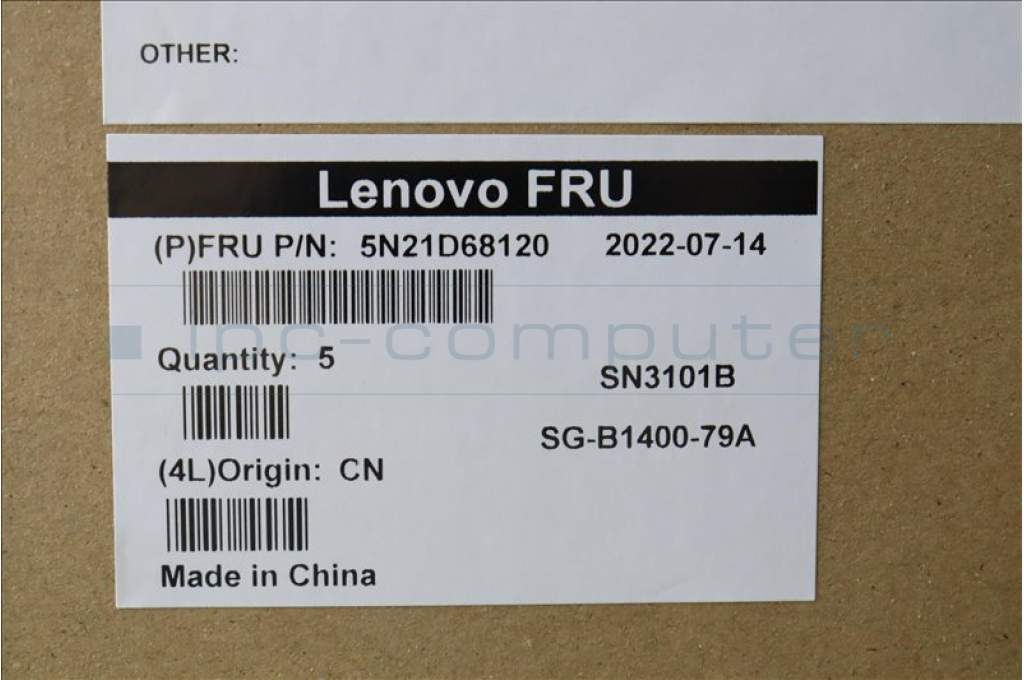 OTHER:
Lenovo FRU
(P)FRU P/N: 5N21D68120 2022-07-14
ipc-computer
Quantity: 5
SN3101B
SG-B1400-79A
(4L)Origin: CN
Made in China